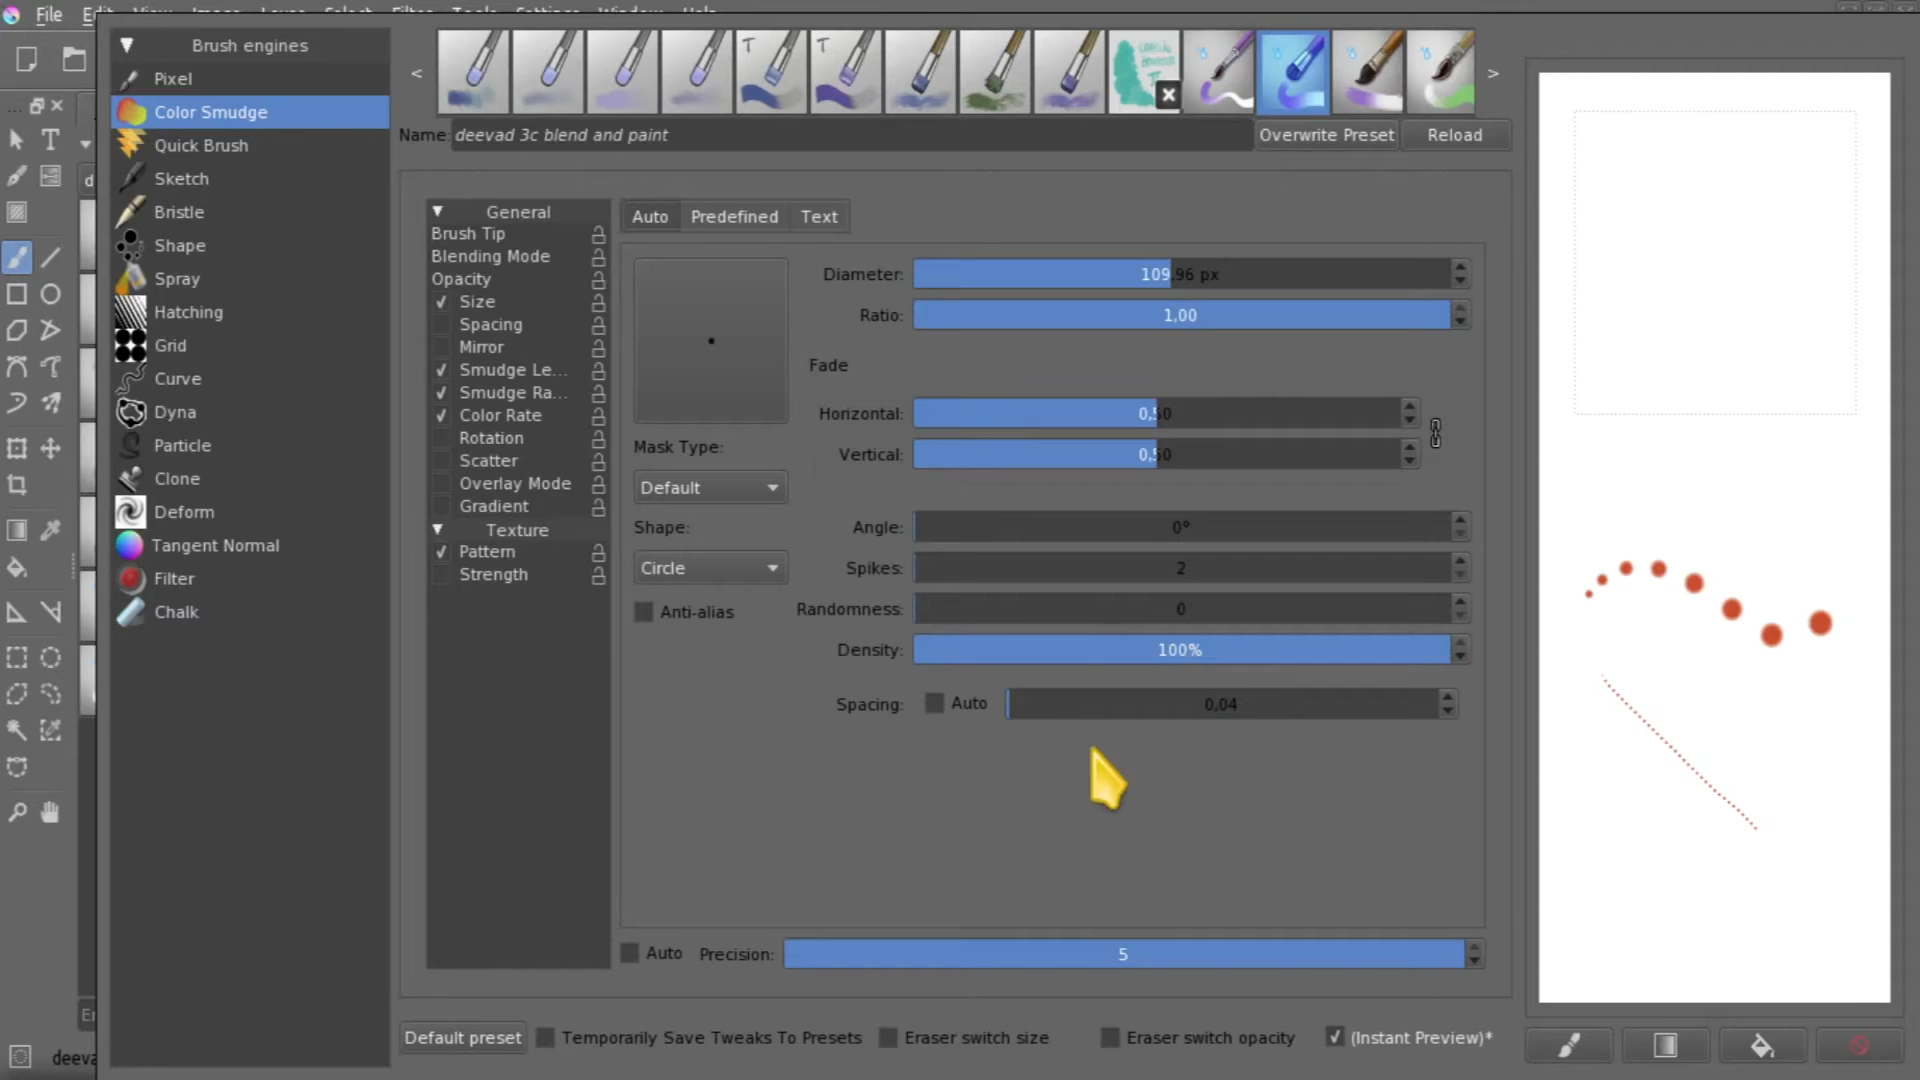 File
Brush engines
Pixel
Color Smudge
Quick Brush
Sketch
Bristle
Shape
Spray
Hatching
Grid
Curve
Dyna
Particle
Clone
Deform
Tangent Normal
Filter
Chalk
<
>
Name: deevad 3c blend and paint
Overwrite Preset
Reload
General
Brush Tip
Blending Mode
Opacity
Size
Spacing
Mirror
Smudge Le...
Smudge Ra...
Color Rate
Rotation
Scatter
Overlay Mode
Gradient
Texture
Pattern
Strength
Auto
Predefined
Text
Diameter: 109,96 px
Ratio: 1,00
Fade
Horizontal: 0,50
Vertical: 0,50
Mask Type:
Default
Shape:
Circle
Anti-alias
Angle: 0°
Spikes: 2
Randomness: 0
Density: 100%
Spacing: Auto 0,04
Auto Precision: 5
Default preset
Temporarily Save Tweaks To Presets
Eraser switch size
Eraser switch opacity
(Instant Preview)*